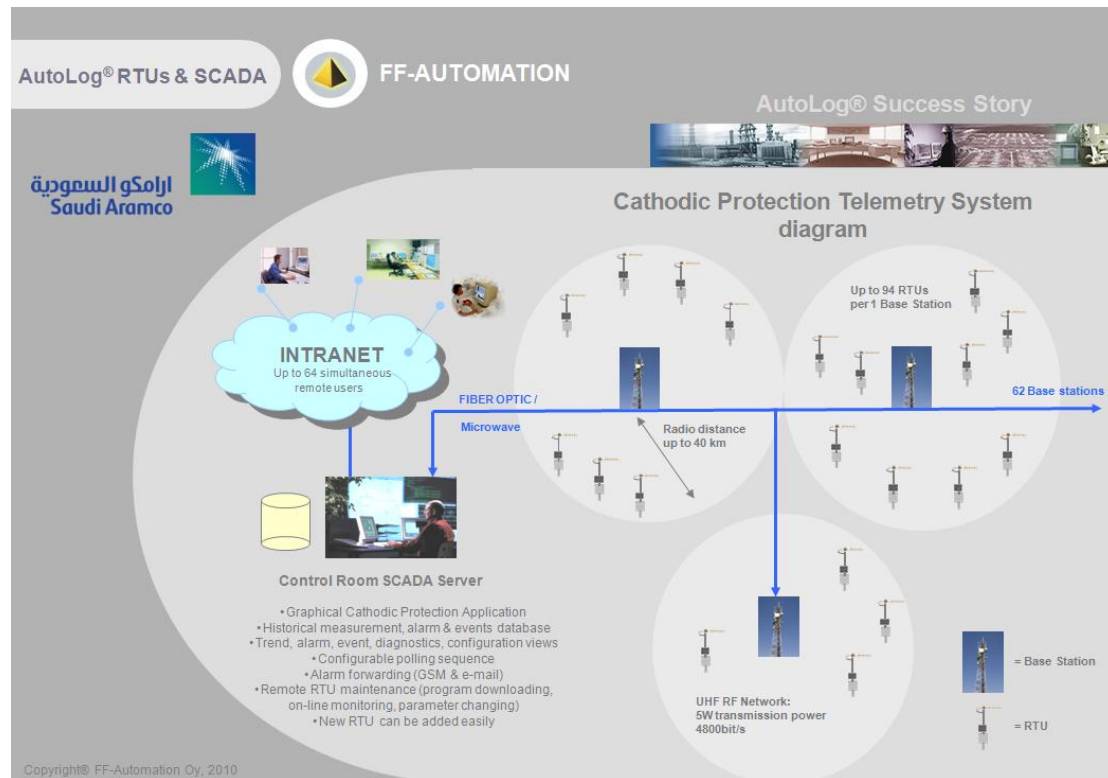 AutoLog® RTUs & SCADA
FF-AUTOMATION
AutoLog® Success Story
ارامكو السعودية
Saudi Aramco
Cathodic Protection Telemetry System
diagram
Up to 94 RTUs
per 1 Base Station
INTRANET
Up to 64 simultaneous
remote users
FIBER OPTIC /
Microwave
62 Base stations
Radio distance
up to 40 km
Control Room SCADA Server
•Graphical Cathodic Protection Application
•Historical measurement, alarm & events database
•Trend, alarm, event, diagnostics, configuration views
•Configurable polling sequence
•Alarm forwarding (GSM & e-mail)
•Remote RTU maintenance (program downloading,
on-line monitoring, parameter changing)
•New RTU can be added easily
UHF RF Network:
5W transmission power
4800bit/s
= Base Station
= RTU
Copyright® FF-Automation Oy, 2010